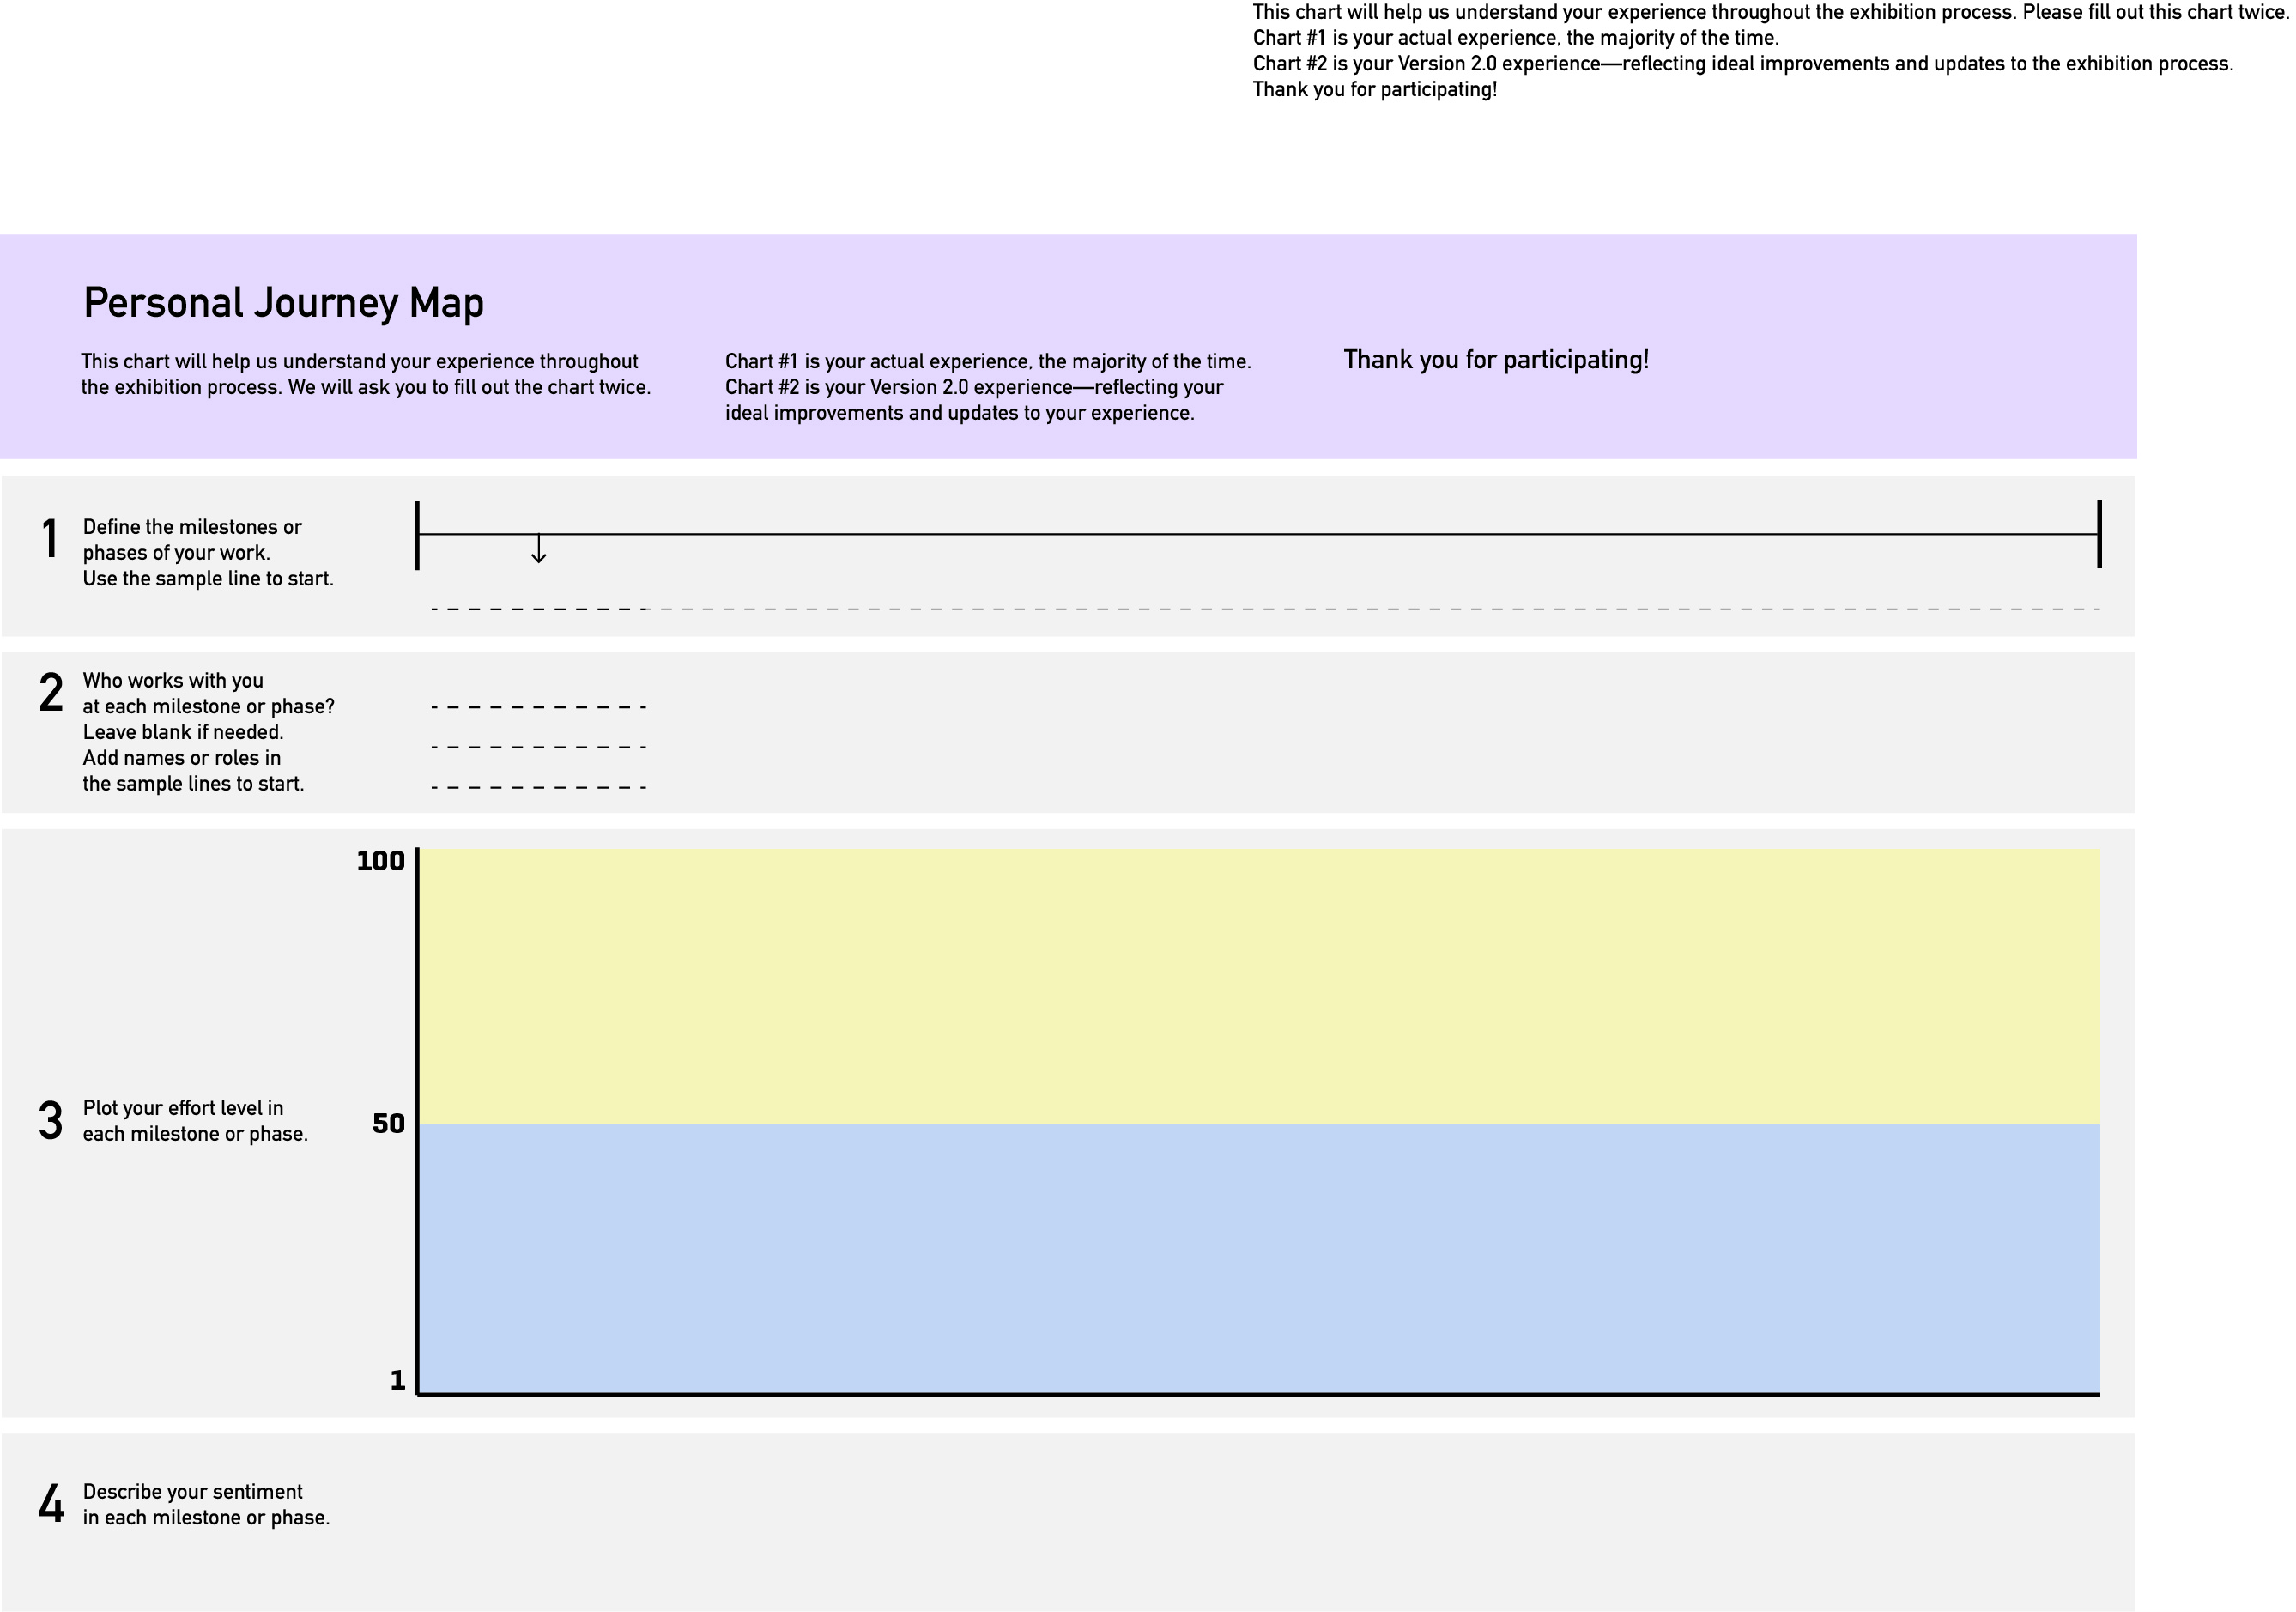 This chart will help us understand your experience throughout the exhibition process. Please fill out this chart twice.
Chart #1 is your actual experience, the majority of the time.
Chart #2 is your Version 2.0 experience—reflecting ideal improvements and updates to the exhibition process.
Thank you for participating!
Personal Journey Map
This chart will help us understand your experience throughout
the exhibition process. We will ask you to fill out the chart twice.
Chart #1 is your actual experience, the majority of the time.
Chart #2 is your Version 2.0 experience—reflecting your
ideal improvements and updates to your experience.
Thank you for participating!
1
Define the milestones or
phases of your work.
Use the sample line to start.
2
Who works with you
at each milestone or phase?
Leave blank if needed.
Add names or roles in
the sample lines to start.
3
Plot your effort level in
each milestone or phase.
100
50
1
4
Describe your sentiment
in each milestone or phase.